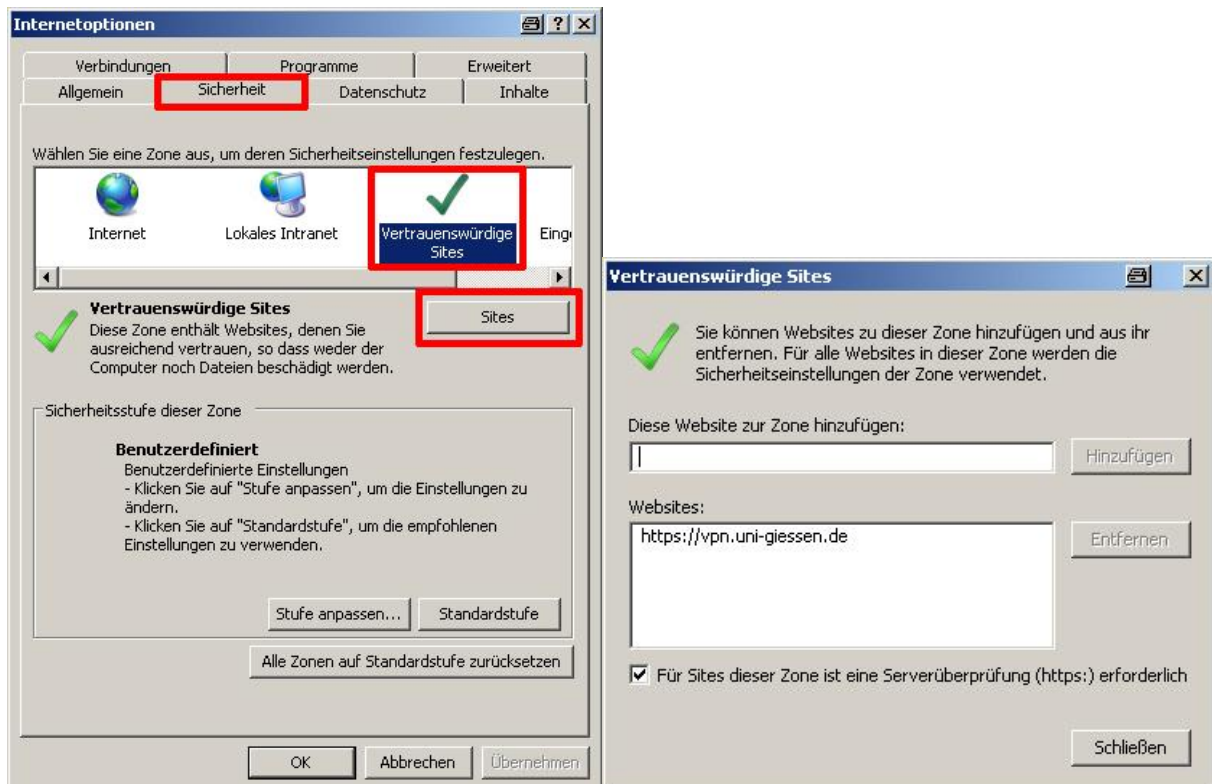 Internetoptionen
Verbindungen Programme Erweitert
Allgemein Sicherheit Datenschutz Inhalte
Wählen Sie eine Zone aus, um deren Sicherheitseinstellungen festzulegen.
Internet Lokales Intranet Vertrauenswürdige
Sites
Vertrauenswürdige Sites
Diese Zone enthält Websites, denen Sie
ausreichend vertrauen, so dass weder der
Computer noch Dateien beschädigt werden.
Sites
Sicherheitsstufe dieser Zone
Benutzerdefiniert
Benutzerdefinierte Einstellungen
- Klicken Sie auf "Stufe anpassen", um die Einstellungen zu
ändern.
- Klicken Sie auf "Standardstufe", um die empfohlenen
Einstellungen zu verwenden.
Stufe anpassen... Standardstufe
Alle Zonen auf Standardstufe zurücksetzen
OK Abbrechen Übernehmen
Vertrauenswürdige Sites
Sie können Websites zu dieser Zone hinzufügen und aus ihr
entfernen. Für alle Websites in dieser Zone werden die
Sicherheitseinstellungen der Zone verwendet.
Diese Website zur Zone hinzufügen:
Hinzufügen
Websites:
https://vpn.uni-giessen.de
Entfernen
Für Sites dieser Zone ist eine Serverüberprüfung (https:) erforderlich
Schließen